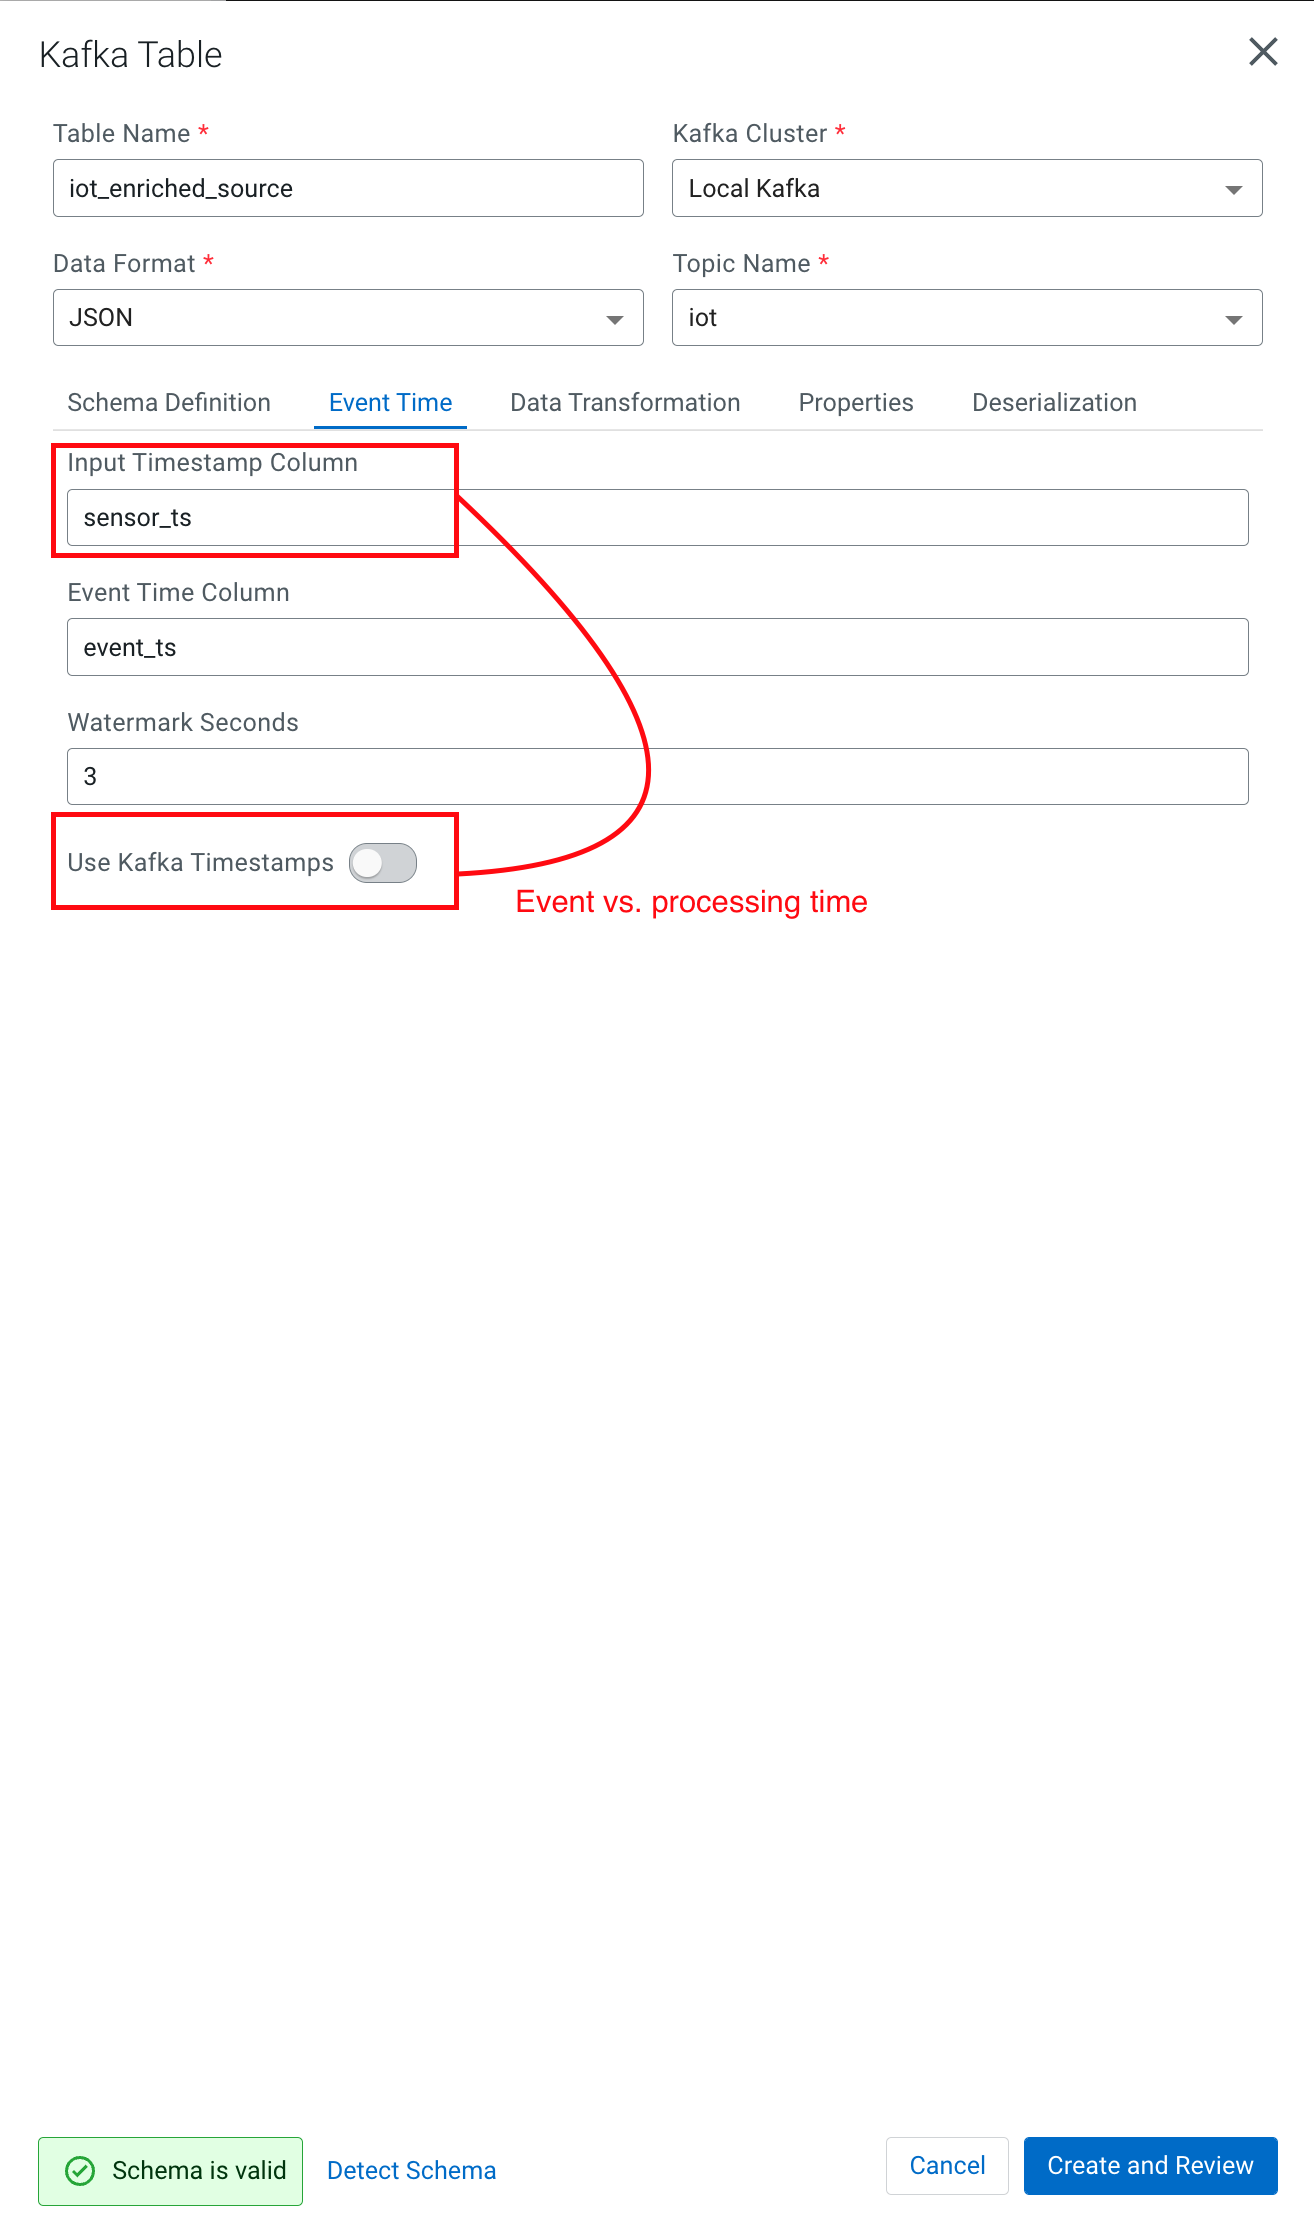 Kafka Table
Table Name *
Kafka Cluster *
iot_enriched_source
Local Kafka
Data Format *
Topic Name *
JSON
iot
Schema Definition
Event Time
Data Transformation
Properties
Deserialization
Input Timestamp Column
sensor_ts
Event Time Column
event_ts
Watermark Seconds
3
Use Kafka Timestamps
Event vs. processing time
Schema is valid
Detect Schema
Cancel
Create and Review